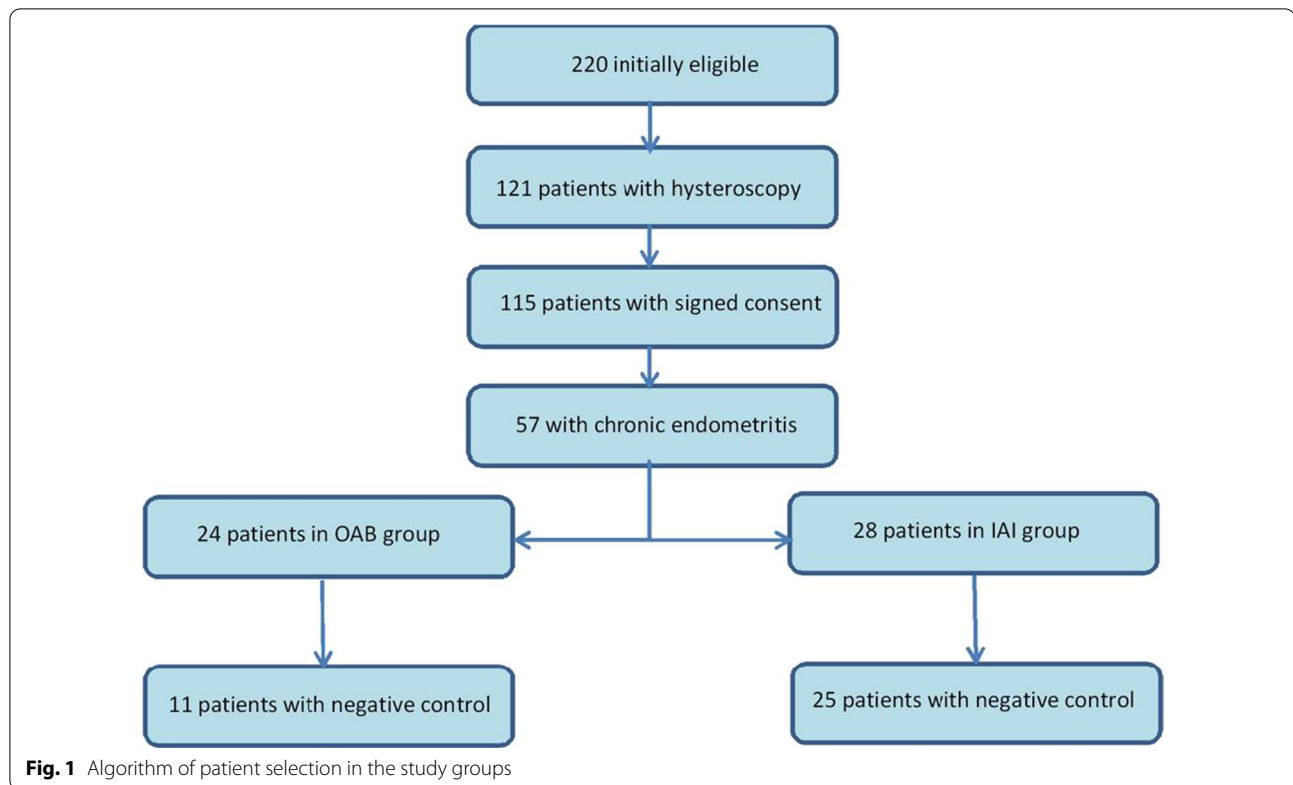 220 initially eligible
121 patients with hysteroscopy
115 patients with signed consent
57 with chronic endometritis
24 patients in OAB group
28 patients in IAI group
11 patients with negative control
25 patients with negative control
Fig. 1 Algorithm of patient selection in the study groups